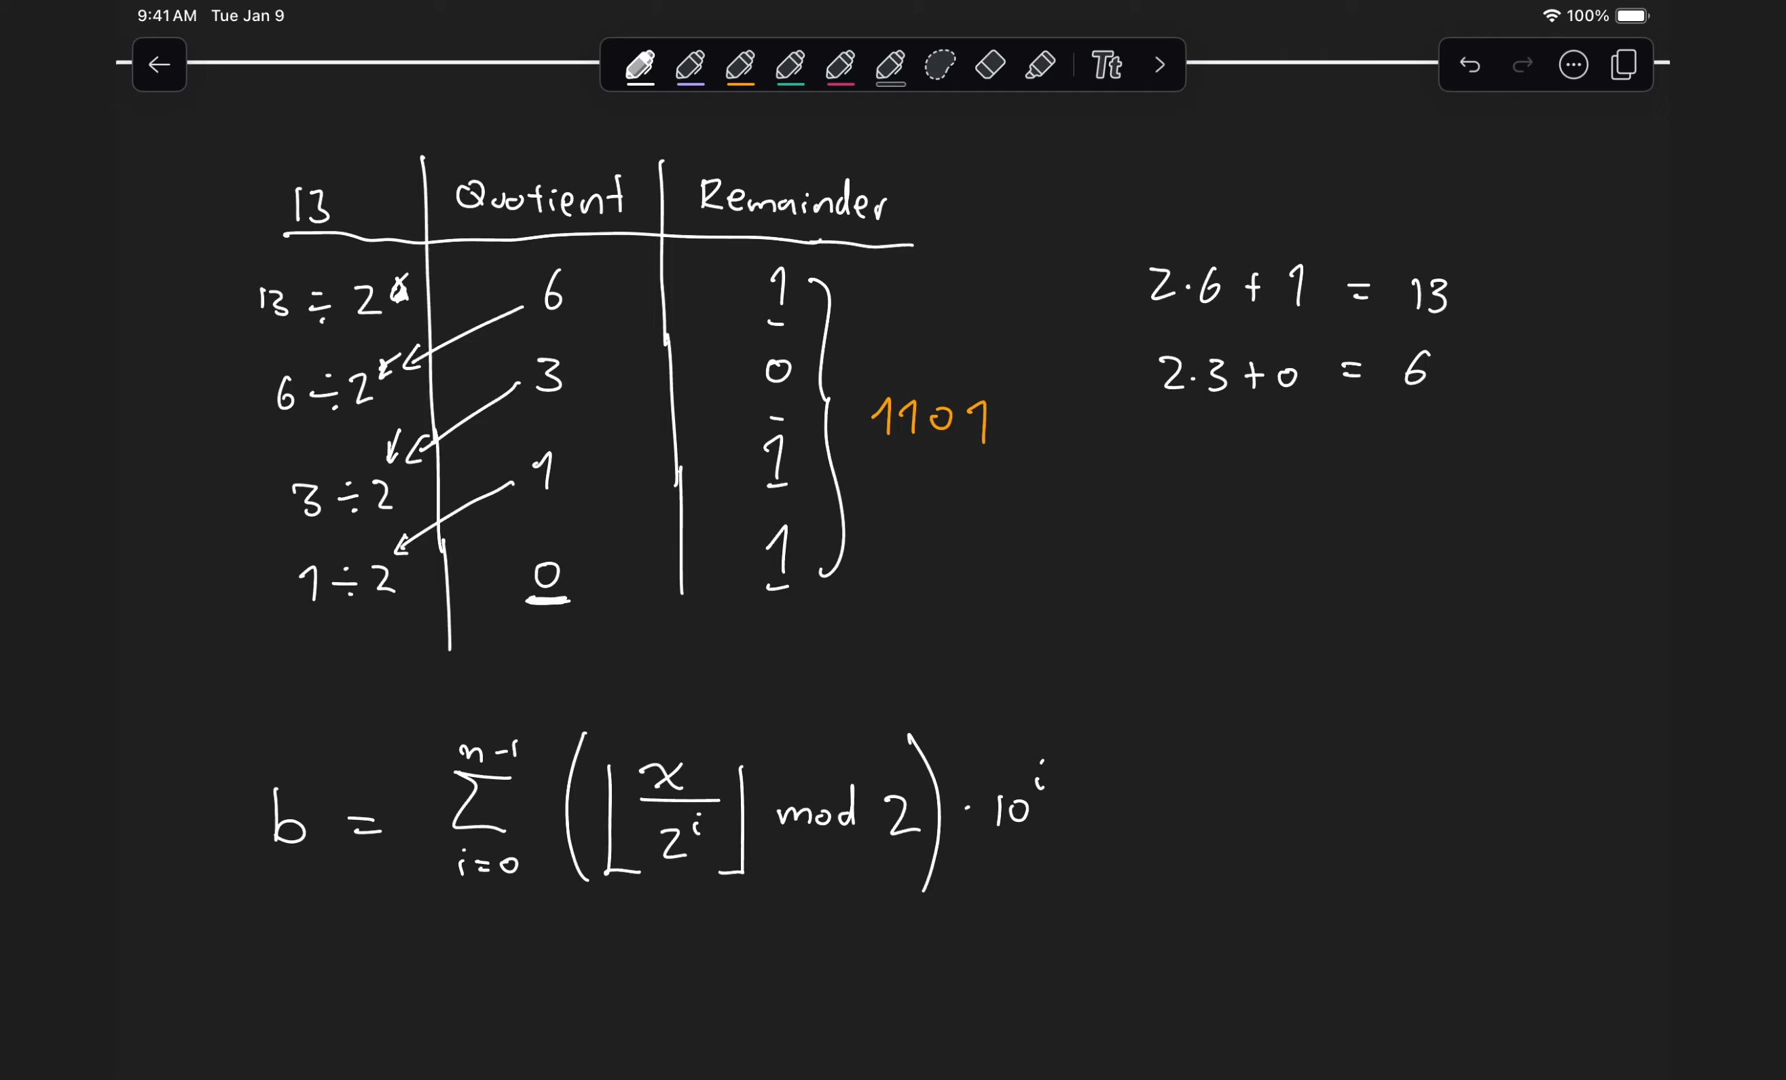 9:41 AM Tue Jan 9 100%
Tt
13 Quotient Remainder
13 ÷ 2 6 1
6 ÷ 2 3 0
3 ÷ 2 1 1
1 ÷ 2 0 1
1101
2·6 + 1 = 13
2·3 + 0 = 6
b = ∑_{i=0}^{n-1} (⌊x/2^i⌋ mod 2) · 10^i